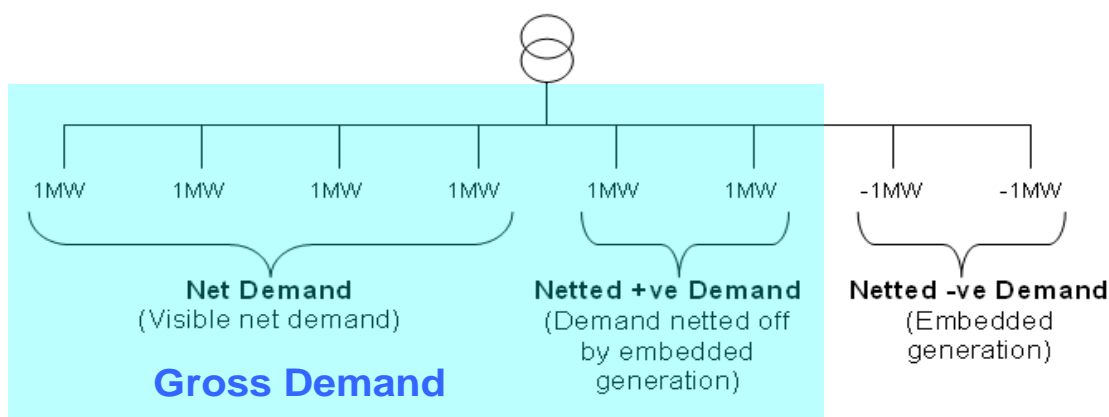 1MW 1MW 1MW 1MW 1MW 1MW -1MW -1MW
Net Demand
(Visible net demand)
Netted +ve Demand
(Demand netted off
by embedded
generation)
Netted -ve Demand
(Embedded
generation)
Gross Demand